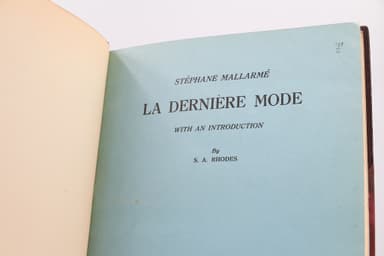 STÉPHANE MALLARMÉ
LA DERNIÈRE MODE
WITH AN INTRODUCTION
By
S. A. RHODES